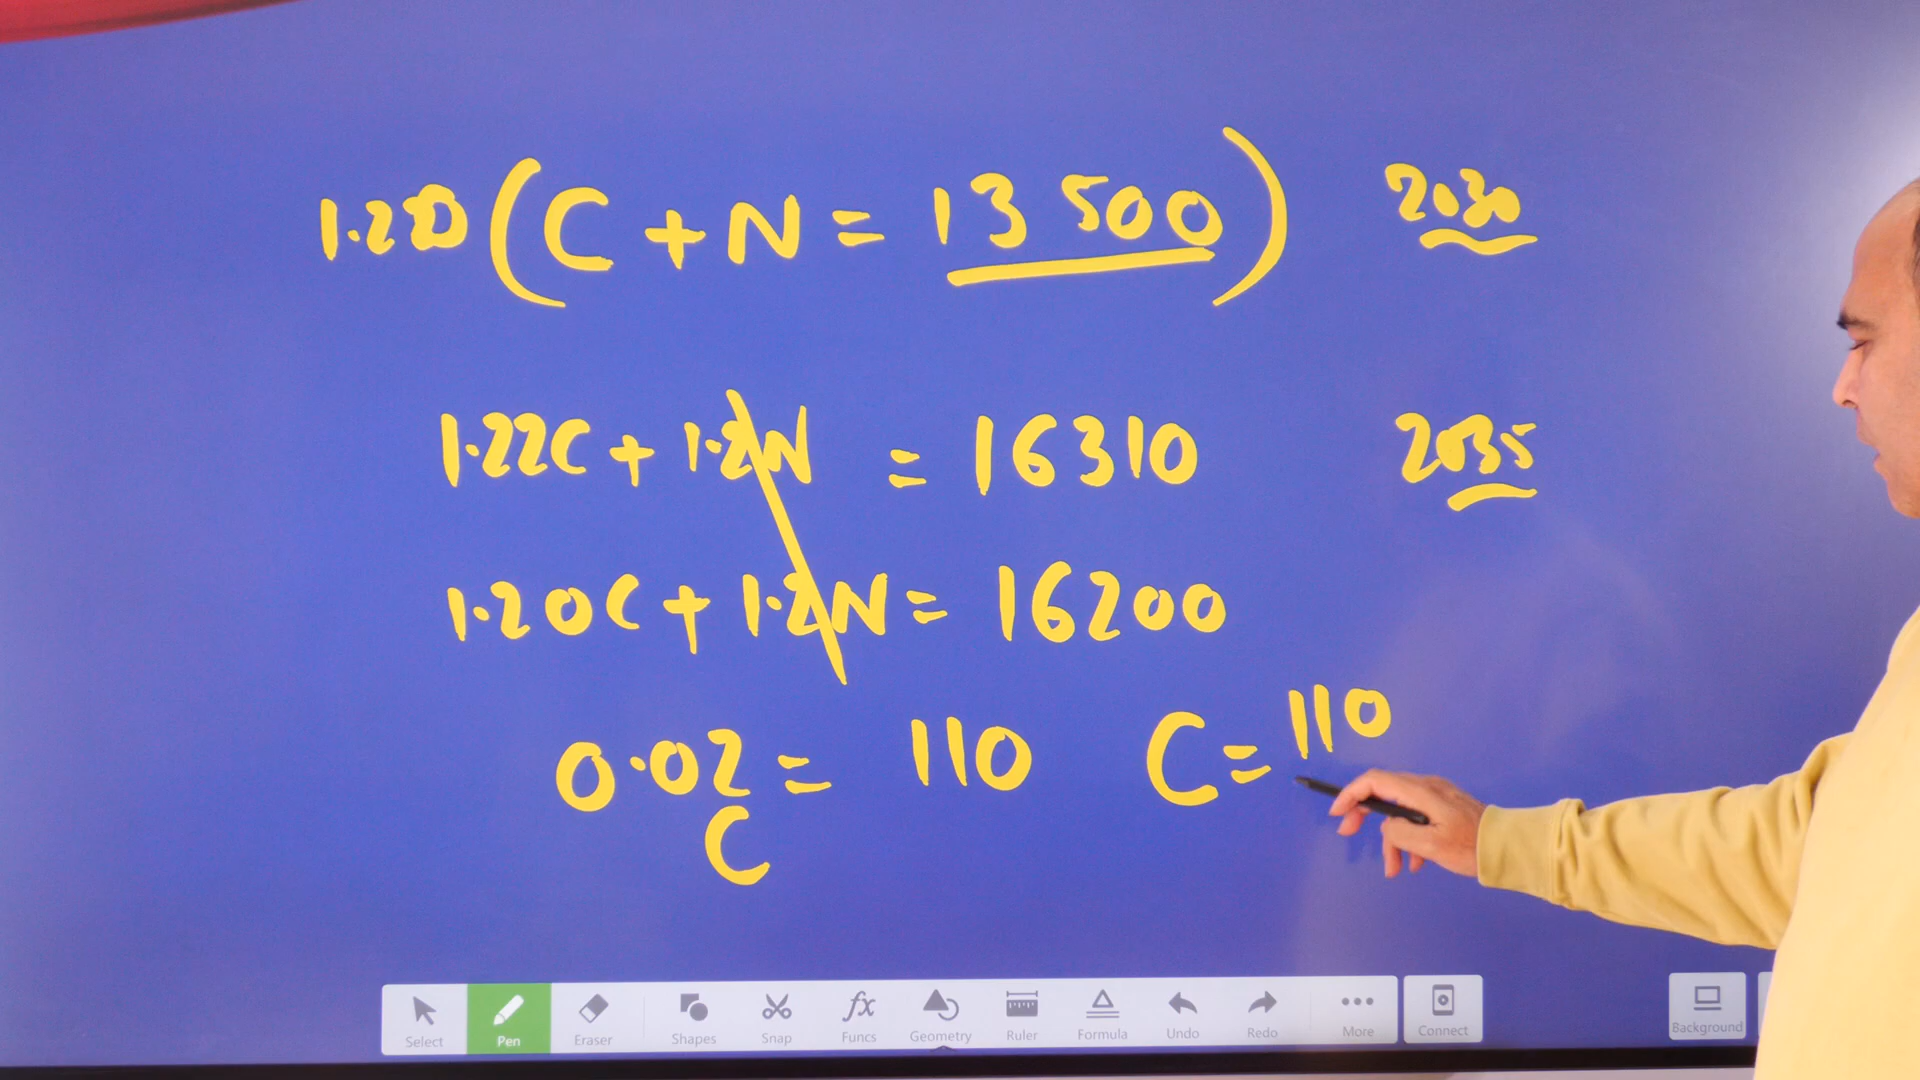 1.20 (C + N = 13 500) 2030
1.22C + 1.2N = 16310 2035
1.20C + 1.2N = 16200
0.02 = 110 C = 110
C
Select Pen Eraser Shapes Snap Funcs Geometry Ruler Formula Undo Redo More Connect Background